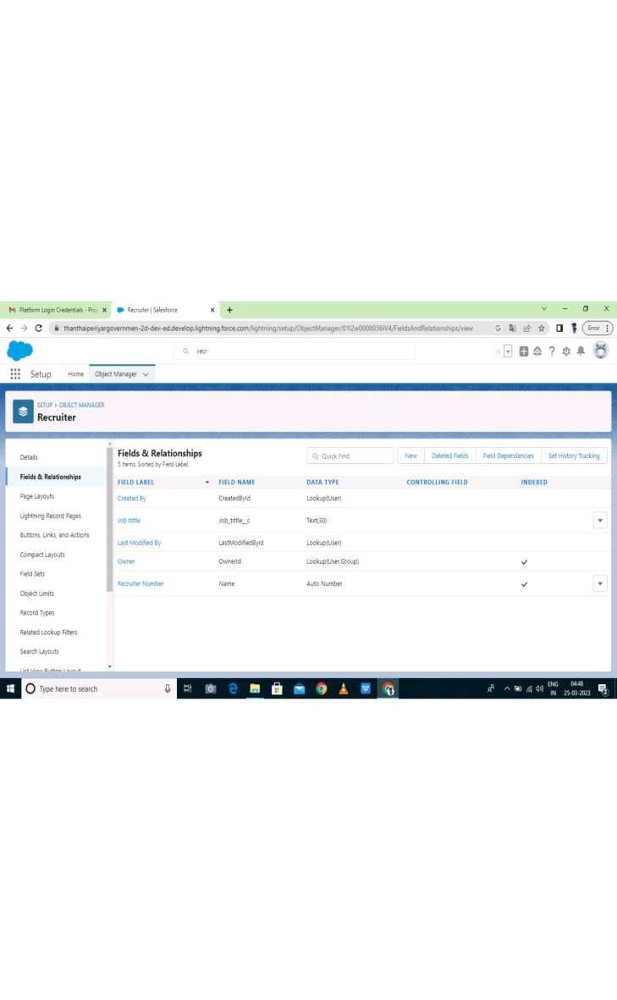 Platform Login Credentials - Proj
Recruiter | Salesforce
thanthaiperiyargovernmen-2d-dev-ed.develop.lightning.force.com/lightning/setup/ObjectManager/01I2w0000036IV4/FieldsAndRelationships/view
Error
recr
Setup Home Object Manager
SETUP > OBJECT MANAGER
Recruiter
Details
Fields & Relationships
Page Layouts
Lightning Record Pages
Buttons, Links, and Actions
Compact Layouts
Field Sets
Object Limits
Record Types
Related Lookup Filters
Search Layouts
List View Button Layout
Fields & Relationships
5 Items, Sorted by Field Label
Quick Find New Deleted Fields Field Dependencies Set History Tracking
FIELD LABEL FIELD NAME DATA TYPE CONTROLLING FIELD INDEXED
Created By CreatedById Lookup(User)
Job tittle Job_tittle__c Text(30)
Last Modified By LastModifiedById Lookup(User)
Owner OwnerId Lookup(User,Group)
Recruiter Number Name Auto Number
Type here to search
ENG
IN
04:48
25-03-2023
2